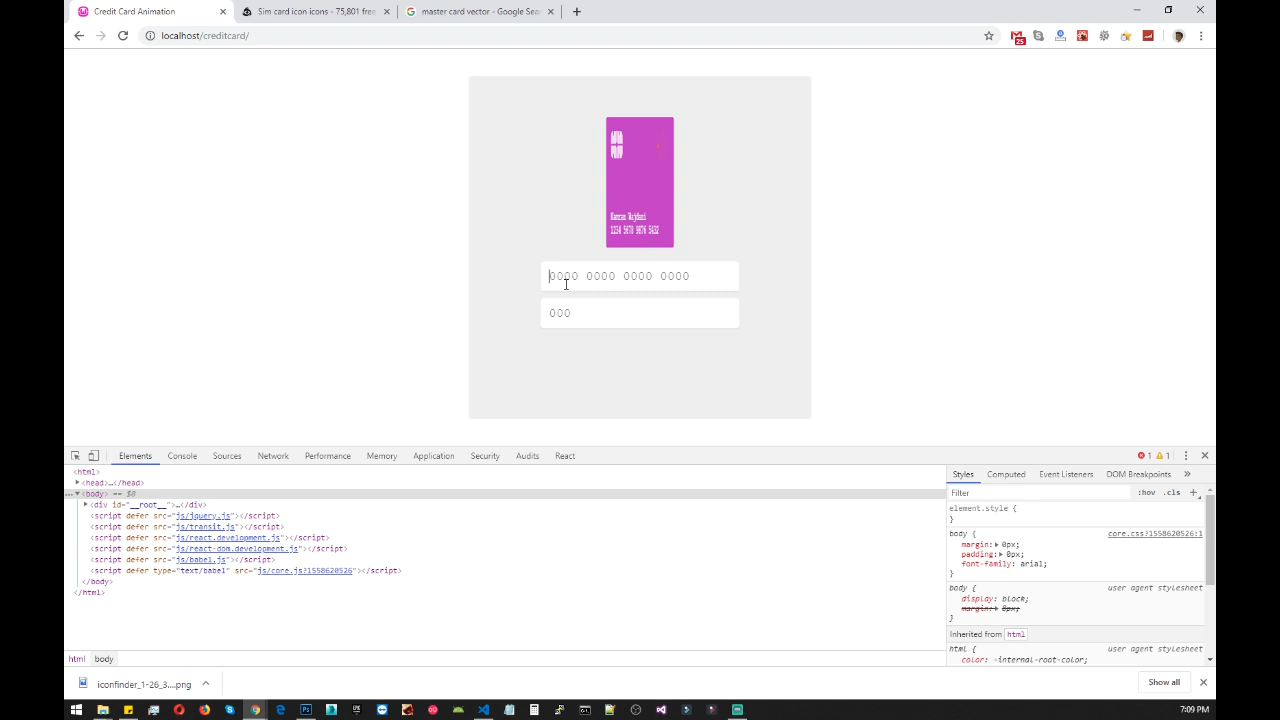 Credit Card Animation
Sim card icon icons - 75,801 free
master card vector - Google Sea
localhost/creditcard/
25
1234 5678 9876 5432
0000 0000 0000 0000
000
Elements Console Sources Network Performance Memory Application Security Audits React 1 1
<html>
<head>…</head>
<body> == $0
<div id="__root__">…</div>
<script defer src="js/jquery.js"></script>
<script defer src="js/transit.js"></script>
<script defer src="js/react.development.js"></script>
<script defer src="js/react-dom.development.js"></script>
<script defer src="js/babel.js"></script>
<script defer type="text/babel" src="js/core.js?1558620526"></script>
</body>
</html>
html body
Styles Computed Event Listeners DOM Breakpoints »
Filter :hov .cls +
element.style {
}
body { core.css?1558620526:1
margin: 0px;
padding: 0px;
font-family: arial;
}
body { user agent stylesheet
display: block;
margin: 8px;
}
Inherited from html
html { user agent stylesheet
color: -internal-root-color;
iconfinder_1-26_3....png
Show all
7:09 PM